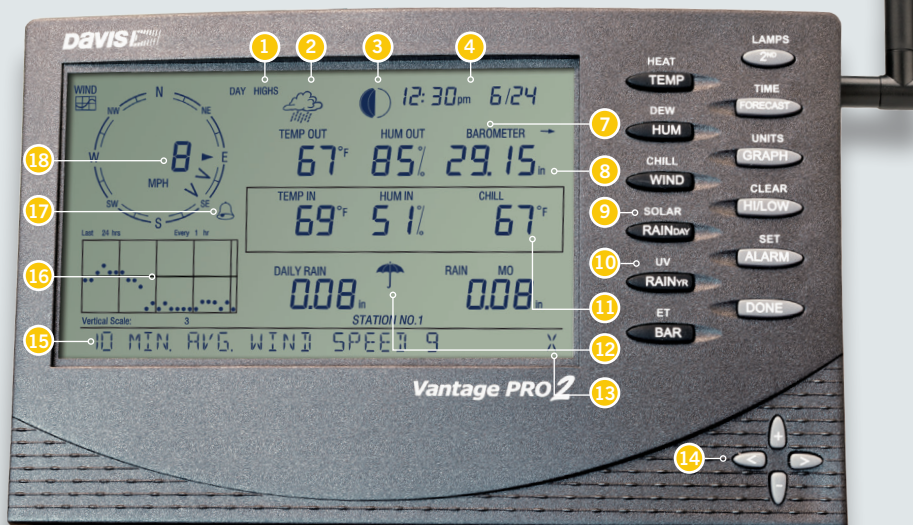 DAVIS
1
2
3
4
WIND
DAY HIGHS
12:30pm 6/24
N
NW NE
W E
SW SE
S
8
MPH
18
17
TEMP OUT HUM OUT BAROMETER
67°F 85% 29.15in
7
8
TEMP IN HUM IN CHILL
69°F 51% 67°F
11
Last 24 hrs Every 1 hr
16
Vertical Scale: 3
DAILY RAIN RAIN MO
0.08in 0.08in
STATION NO.1
12
15
10 MIN. AVG. WIND SPEED 9 X
13
Vantage PRO2
LAMPS
2ND
HEAT
TEMP
TIME
FORECAST
DEW
HUM
UNITS
GRAPH
CHILL
WIND
CLEAR
HI/LOW
9
SOLAR
RAINDAY
SET
ALARM
10
UV
RAINYR
DONE
ET
BAR
14
+
<
>
-